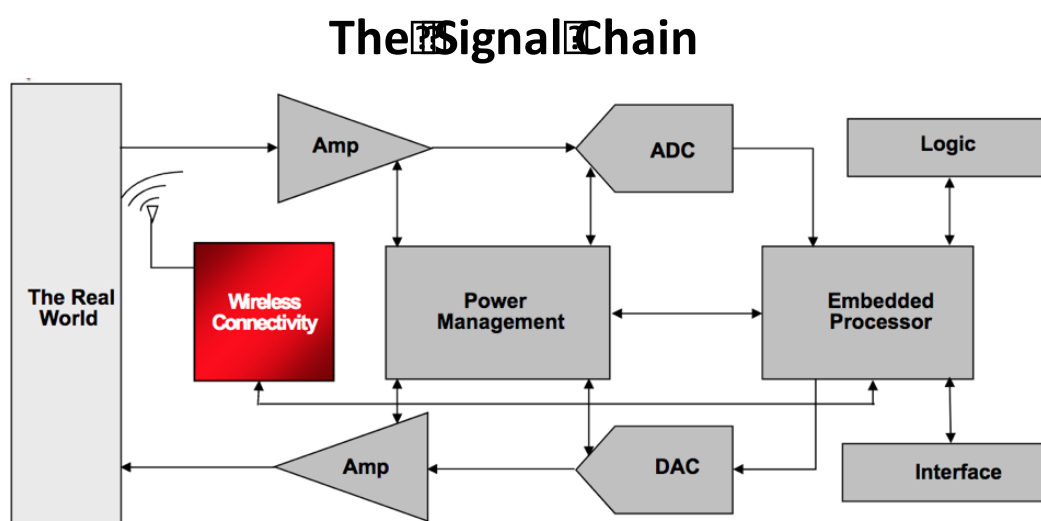 The Signal Chain
Amp
ADC
Logic
The Real
World
Wireless
Connectivity
Power
Management
Embedded
Processor
Amp
DAC
Interface